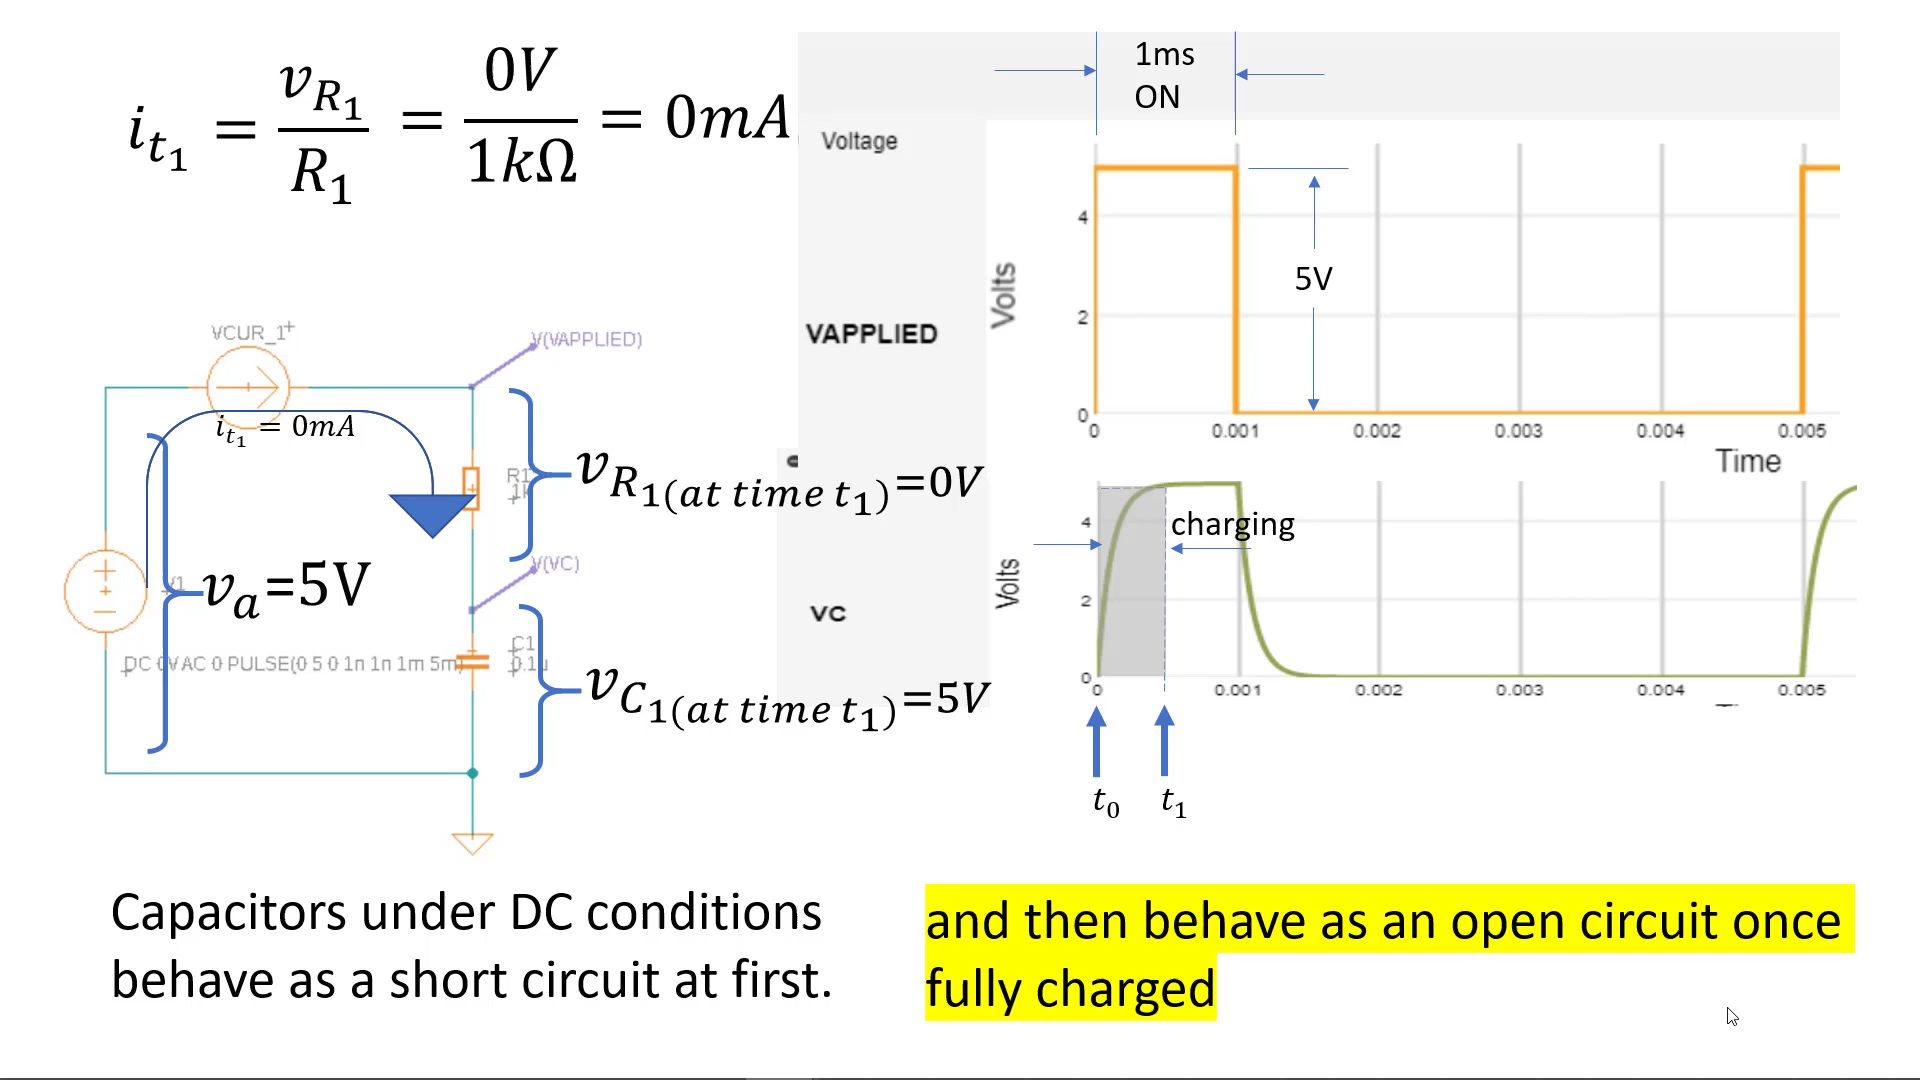 i_{t_1} = v_{R_1} / R_1 = 0V / 1kΩ = 0mA
1ms
ON
Voltage
VAPPLIED
Volts
4
2
0
5V
0 0.001 0.002 0.003 0.004 0.005
Time
VCUR_1
V(VAPPLIED)
i_{t_1} = 0mA
R1
1k
v_{R_1(at time t_1)}=0V
V(VC)
V1
v_a=5V
DC 0V AC 0 PULSE(0 5 0 1n 1n 1m 5m)
C1
0.1u
v_{C_1(at time t_1)}=5V
VC
Volts
4
2
0
charging
0 0.001 0.002 0.003 0.004 0.005
t_0 t_1
Capacitors under DC conditions
behave as a short circuit at first.
and then behave as an open circuit once
fully charged